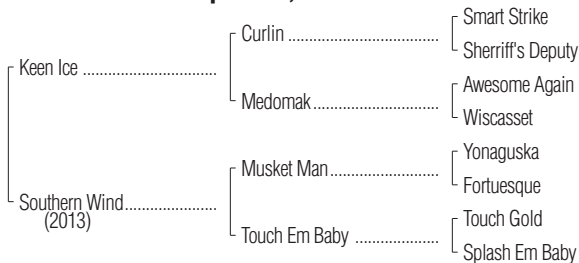 Curlin ........................................
Smart Strike
Sherriff's Deputy
Keen Ice ....................................
Medomak ...................................
Awesome Again
Wiscasset
Musket Man ...............................
Yonaguska
Fortuesque
Southern Wind .........................
(2013)
Touch Em Baby ......................
Touch Gold
Splash Em Baby